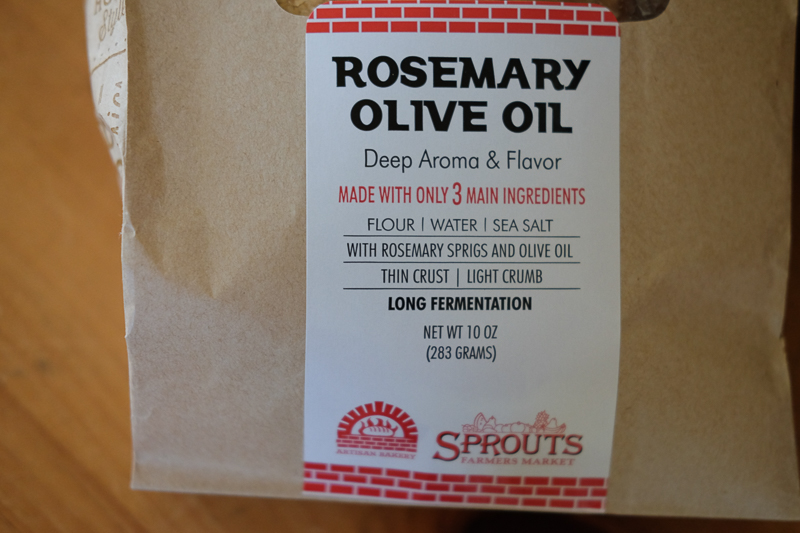 ROSEMARY
OLIVE OIL
Deep Aroma & Flavor
MADE WITH ONLY 3 MAIN INGREDIENTS
FLOUR | WATER | SEA SALT
WITH ROSEMARY SPRIGS AND OLIVE OIL
THIN CRUST | LIGHT CRUMB
LONG FERMENTATION
NET WT 10 OZ
(283 GRAMS)
ARTISAN BAKERY
SPROUTS
FARMERS MARKET